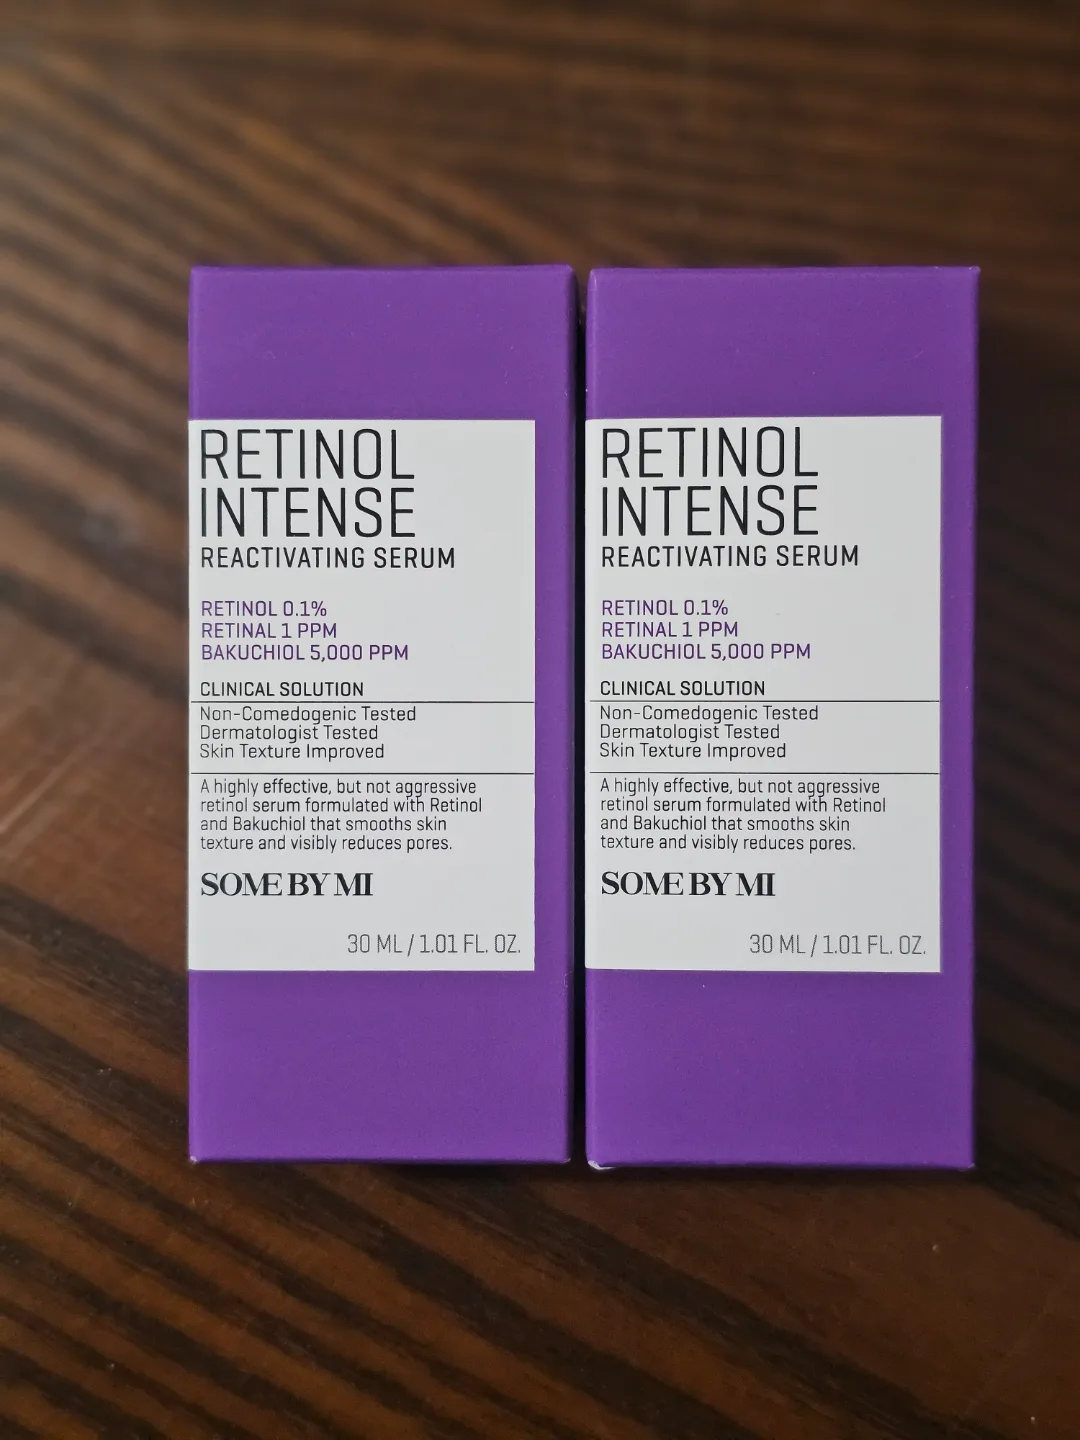 RETINOL
INTENSE
REACTIVATING SERUM
RETINOL 0.1%
RETINAL 1 PPM
BAKUCHIOL 5,000 PPM
CLINICAL SOLUTION
Non-Comedogenic Tested
Dermatologist Tested
Skin Texture Improved
A highly effective, but not aggressive
retinol serum formulated with Retinol
and Bakuchiol that smooths skin
texture and visibly reduces pores.
SOME BY MI
30 ML / 1.01 FL. OZ.
RETINOL
INTENSE
REACTIVATING SERUM
RETINOL 0.1%
RETINAL 1 PPM
BAKUCHIOL 5,000 PPM
CLINICAL SOLUTION
Non-Comedogenic Tested
Dermatologist Tested
Skin Texture Improved
A highly effective, but not aggressive
retinol serum formulated with Retinol
and Bakuchiol that smooths skin
texture and visibly reduces pores.
SOME BY MI
30 ML / 1.01 FL. OZ.